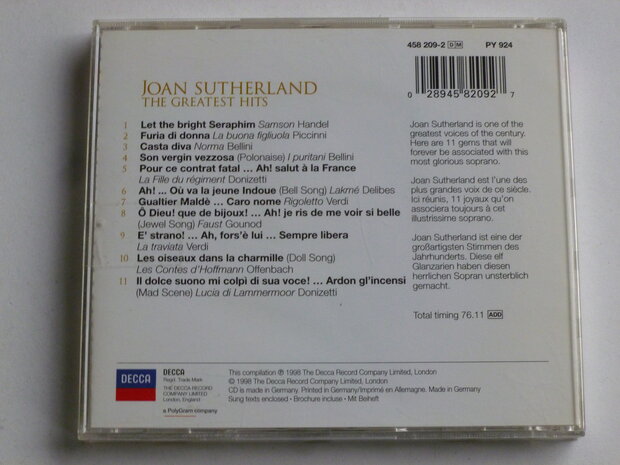 458 209-2 DM PY 924
JOAN SUTHERLAND
THE GREATEST HITS
0 28945 82092 7
1 Let the bright Seraphim Samson Handel
2 Furia di donna La buona figliuola Piccinni
3 Casta diva Norma Bellini
4 Son vergin vezzosa (Polonaise) I puritani Bellini
5 Pour ce contrat fatal ... Ah! salut à la France
La Fille du régiment Donizetti
6 Ah! ... Où va la jeune Indoue (Bell Song) Lakmé Delibes
7 Gualtier Maldè ... Caro nome Rigoletto Verdi
8 Ô Dieu! que de bijoux! ... Ah! je ris de me voir si belle
(Jewel Song) Faust Gounod
9 E' strano! ... Ah, fors'è lui ... Sempre libera
La traviata Verdi
10 Les oiseaux dans la charmille (Doll Song)
Les Contes d'Hoffmann Offenbach
11 Il dolce suono mi colpì di sua voce! ... Ardon gl'incensi
(Mad Scene) Lucia di Lammermoor Donizetti
Joan Sutherland is one of the
greatest voices of the century.
Here are 11 gems that will
forever be associated with this
most glorious soprano.
Joan Sutherland est l'une des
plus grandes voix de ce siècle.
Ici réunis, 11 joyaux qu'on
associera toujours à cet
illustrissime soprano.
Joan Sutherland ist eine der
großartigsten Stimmen des
Jahrhunderts. Diese elf
Glanzarien haben diesen
herrlichen Sopran unsterblich
gemacht.
Total timing 76.11 ADD
DECCA
DECCA
Regd. Trade Mark
THE DECCA RECORD
COMPANY LIMITED
London, England
a PolyGram company
This compilation ℗ 1998 The Decca Record Company Limited, London
© 1998 The Decca Record Company Limited, London
CD is made in Germany. Printed in Germany/Imprimé en Allemagne. Made in Germany
Sung texts enclosed • Brochure incluse • Mit Beiheft